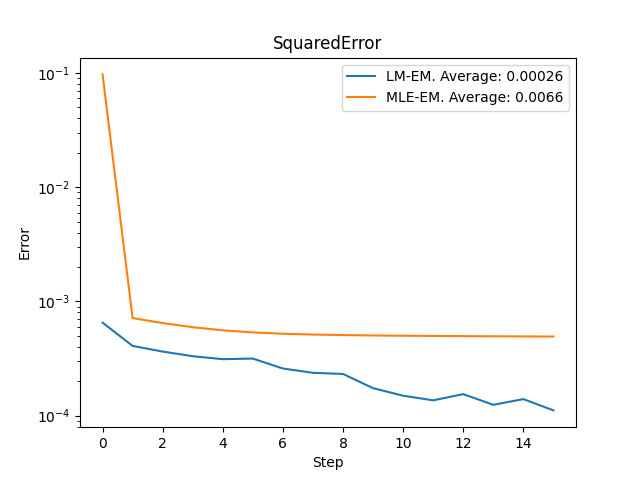 SquaredError
LM-EM. Average: 0.00026
MLE-EM. Average: 0.0066
Error
10⁻¹
10⁻²
10⁻³
10⁻⁴
0 2 4 6 8 10 12 14
Step